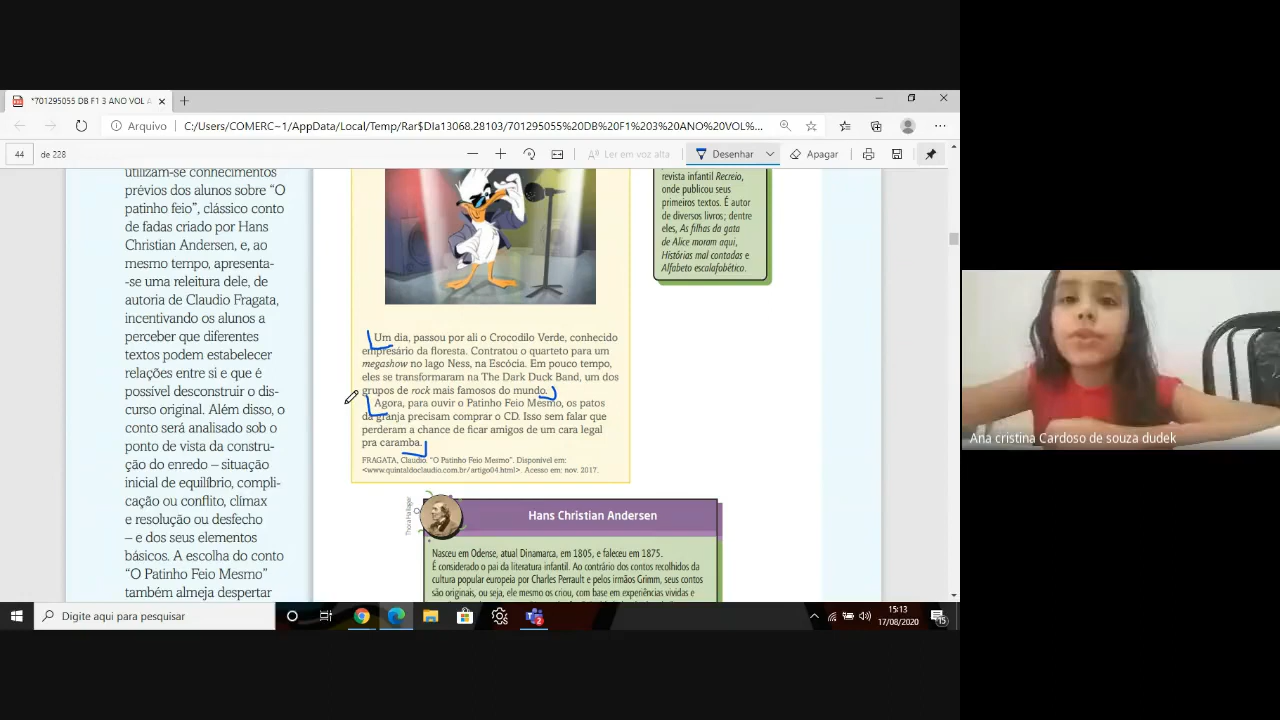 *701295055 DB F1 3 ANO VOL A
Arquivo
C:/Users/COMERC~1/AppData/Local/Temp/Rar$DIa13068.28103/701295055%20DB%20F1%203%20ANO%20VOL%...
44
de 228
Ler em voz alta
Desenhar
Apagar
utilizam-se conhecimentos
prévios dos alunos sobre “O
patinho feio”, clássico conto
de fadas criado por Hans
Christian Andersen, e, ao
mesmo tempo, apresenta-
-se uma releitura dele, de
autoria de Claudio Fragata,
incentivando os alunos a
perceber que diferentes
textos podem estabelecer
relações entre si e que é
possível desconstruir o dis-
curso original. Além disso, o
conto será analisado sob o
ponto de vista da constru-
ção do enredo – situação
inicial de equilíbrio, compli-
cação ou conflito, clímax
e resolução ou desfecho
– e dos seus elementos
básicos. A escolha do conto
“O Patinho Feio Mesmo”
também almeja despertar
revista infantil Recreio,
onde publicou seus
primeiros textos. É autor
de diversos livros; dentre
eles, As filhas da gata
de Alice moram aqui,
Histórias mal contadas e
Alfabeto escalafobético.
Um dia, passou por ali o Crocodilo Verde, conhecido
empresário da floresta. Contratou o quarteto para um
megashow no lago Ness, na Escócia. Em pouco tempo,
eles se transformaram na The Dark Duck Band, um dos
grupos de rock mais famosos do mundo.
Agora, para ouvir o Patinho Feio Mesmo, os patos
da granja precisam comprar o CD. Isso sem falar que
perderam a chance de ficar amigos de um cara legal
pra caramba.
FRAGATA, Claudio. “O Patinho Feio Mesmo”. Disponível em:
<www.quintaldoclaudio.com.br/artigo04.html>. Acesso em: nov. 2017.
Hans Christian Andersen
Nasceu em Odense, atual Dinamarca, em 1805, e faleceu em 1875.
É considerado o pai da literatura infantil. Ao contrário dos contos recolhidos da
cultura popular europeia por Charles Perrault e pelos irmãos Grimm, seus contos
são originais, ou seja, ele mesmo os criou, com base em experiências vividas e
Ana cristina Cardoso de souza dudek
Digite aqui para pesquisar
2
15:13
17/08/2020
15